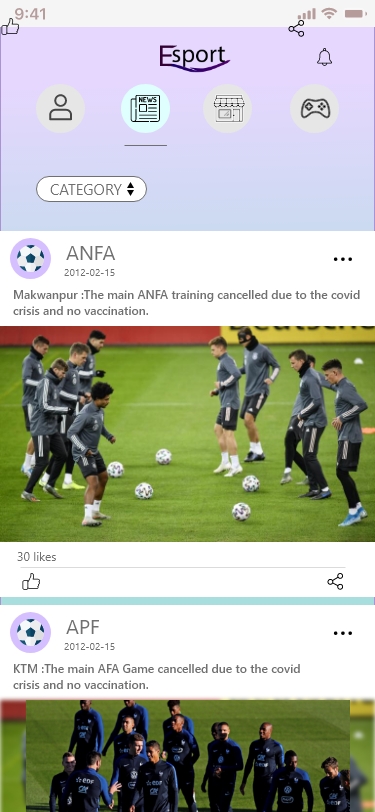 9:41
Esport
NEWS
CATEGORY
ANFA
2012-02-15
Makwanpur :The main ANFA training cancelled due to the covid
crisis and no vaccination.
30 likes
APF
2012-02-15
KTM :The main AFA Game cancelled due to the covid
crisis and no vaccination.